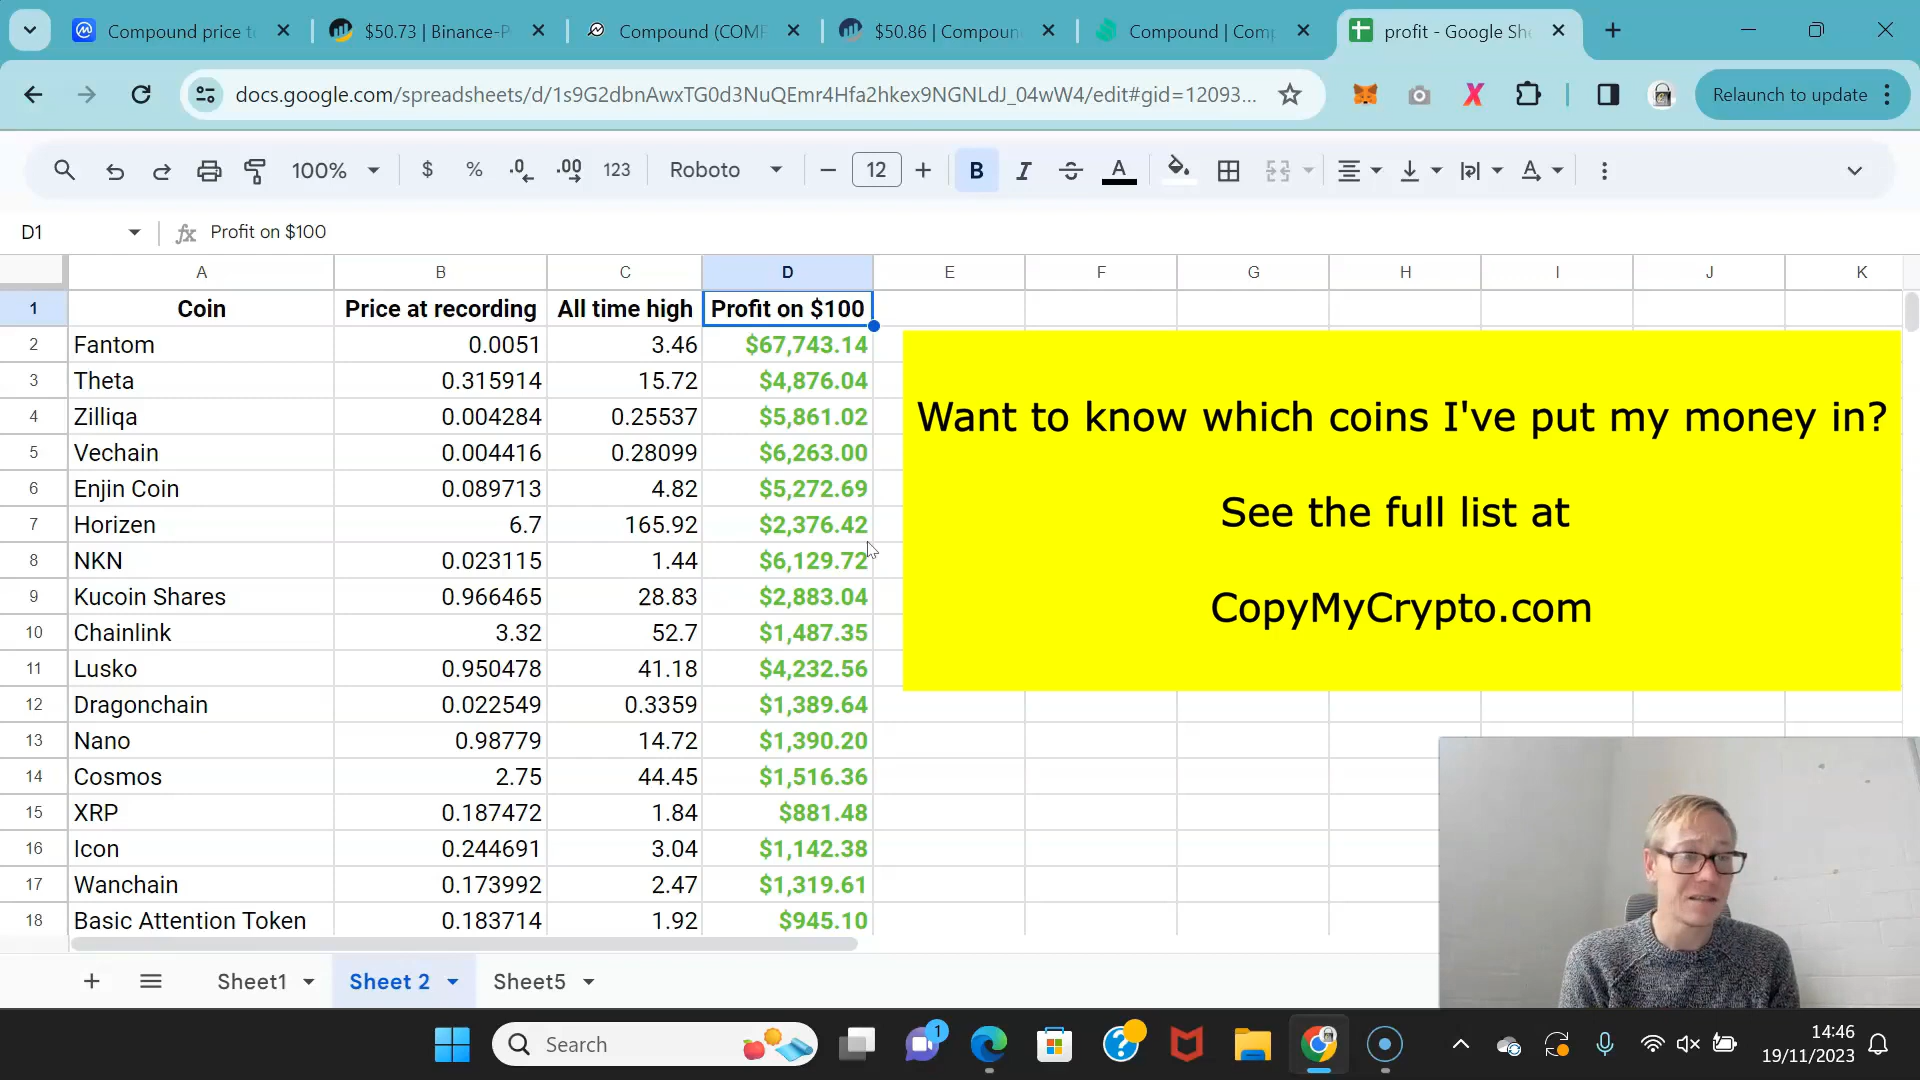 Compound price to
$50.73 | Binance-P
Compound (COMP
$50.86 | Compoun
Compound | Comp
profit - Google She
docs.google.com/spreadsheets/d/1s9G2dbnAwxTG0d3NuQEmr4Hfa2hkex9NGNLdJ_04wW4/edit#gid=12093...
Relaunch to update
100%
$
%
.0
.00
123
Roboto
12
B
I
A
A
D1
fx
Profit on $100
A B C D E F G H I J K
1 Coin Price at recording All time high Profit on $100
2 Fantom 0.0051 3.46 $67,743.14
3 Theta 0.315914 15.72 $4,876.04
4 Zilliqa 0.004284 0.25537 $5,861.02
5 Vechain 0.004416 0.28099 $6,263.00
6 Enjin Coin 0.089713 4.82 $5,272.69
7 Horizen 6.7 165.92 $2,376.42
8 NKN 0.023115 1.44 $6,129.72
9 Kucoin Shares 0.966465 28.83 $2,883.04
10 Chainlink 3.32 52.7 $1,487.35
11 Lusko 0.950478 41.18 $4,232.56
12 Dragonchain 0.022549 0.3359 $1,389.64
13 Nano 0.98779 14.72 $1,390.20
14 Cosmos 2.75 44.45 $1,516.36
15 XRP 0.187472 1.84 $881.48
16 Icon 0.244691 3.04 $1,142.38
17 Wanchain 0.173992 2.47 $1,319.61
18 Basic Attention Token 0.183714 1.92 $945.10
Want to know which coins I've put my money in?
See the full list at
CopyMyCrypto.com
Sheet1
Sheet 2
Sheet5
Search
1
14:46
19/11/2023